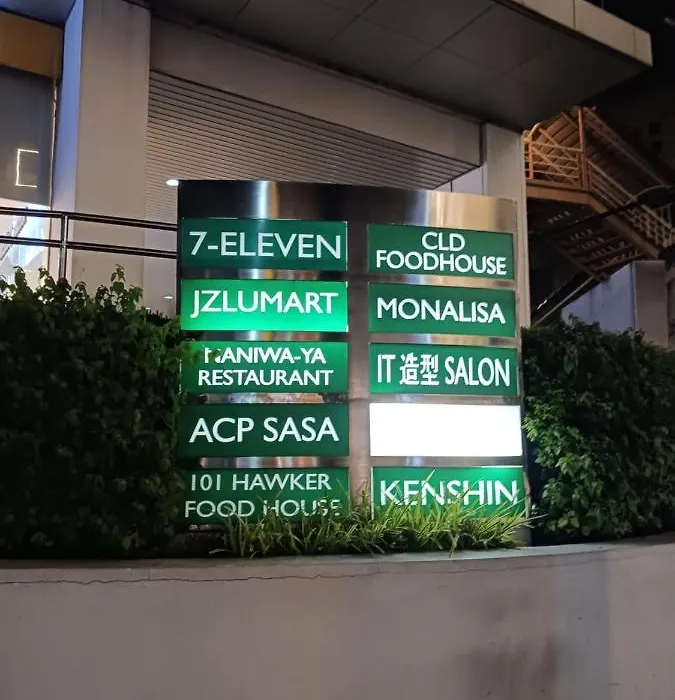 7-ELEVEN
JZLUMART
NANIWA-YA
RESTAURANT
ACP SASA
101 HAWKER
FOOD HOUSE
CLD
FOODHOUSE
MONALISA
IT 造型 SALON
KENSHIN